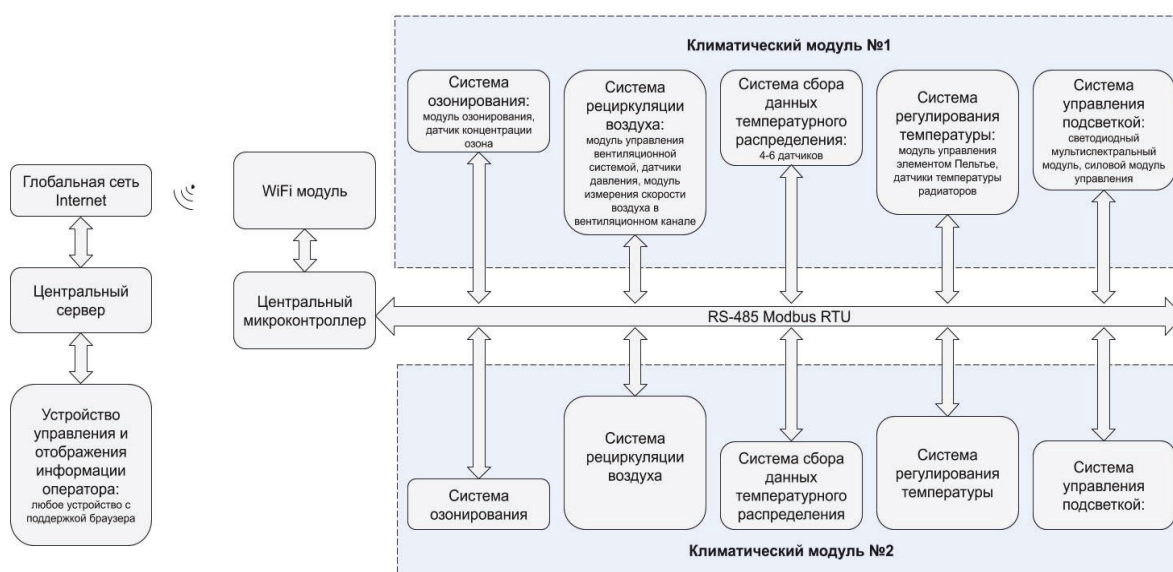 Климатический модуль №1
Система
озонирования:
модуль озонирования,
датчик концентрации
озона
Система
рециркуляции
воздуха:
модуль управления
вентиляционной
системой, датчики
давления, модуль
измерения скорости
воздуха в
вентиляционном канале
Система сбора
данных
температурного
распределения:
4-6 датчиков
Система
регулирования
температуры:
модуль управления
элементом Пельтье,
датчики температуры
радиаторов
Система
управления
подсветкой:
светодиодный
мультиспектральный
модуль, силовой модуль
управления
Глобальная сеть
Internet
WiFi модуль
Центральный
сервер
Центральный
микроконтроллер
RS-485 Modbus RTU
Устройство
управления и
отображения
информации
оператора:
любое устройство с
поддержкой браузера
Система
озонирования
Система
рециркуляции
воздуха
Система сбора
данных
температурного
распределения
Система
регулирования
температуры
Система
управления
подсветкой:
Климатический модуль №2